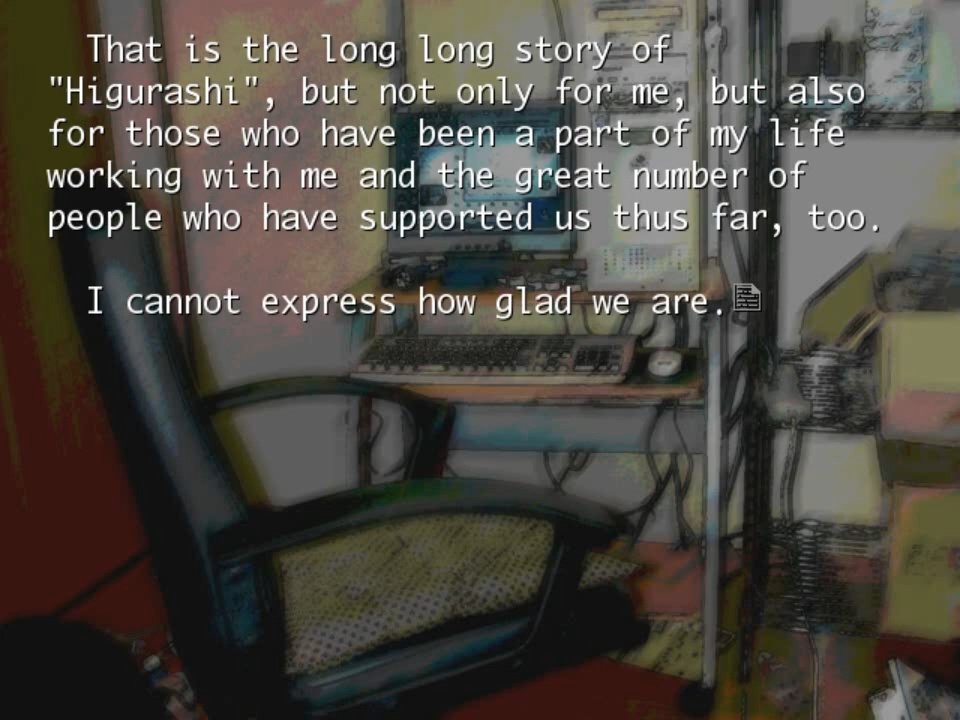 That is the long long story of
"Higurashi", but not only for me, but also
for those who have been a part of my life
working with me and the great number of
people who have supported us thus far, too.
I cannot express how glad we are.